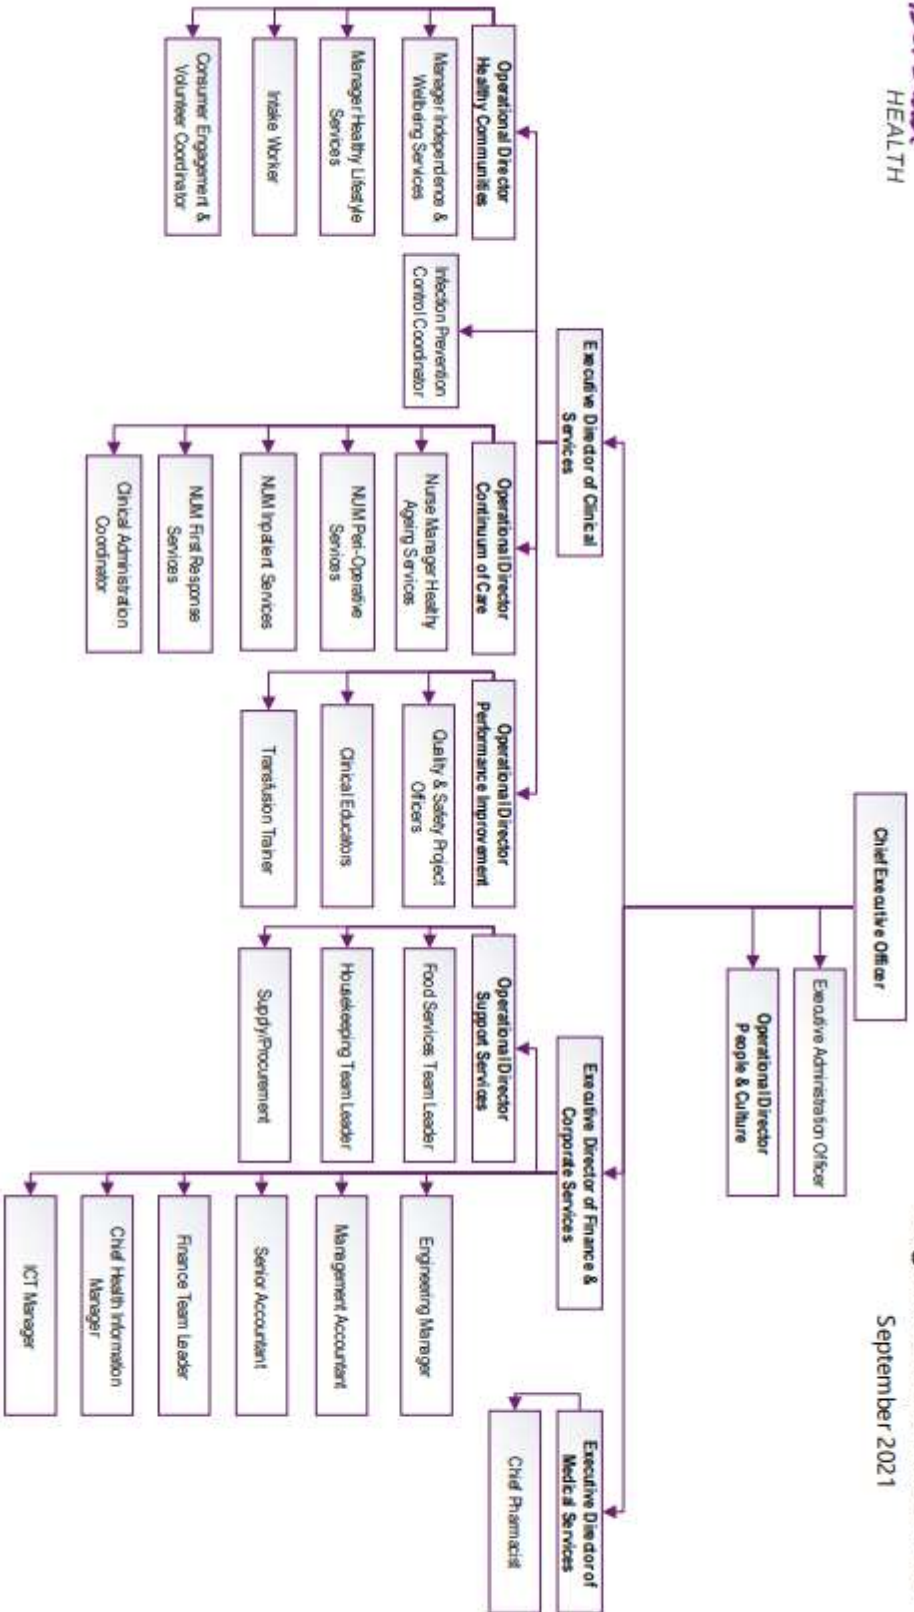 HEALTH
September 2021
Chief Executive Officer
Executive Administration Officer
Operational Director
People & Culture
Executive Director of Clinical
Services
Executive Director of Finance &
Corporate Services
Executive Director of
Medical Services
Operational Director
Healthy Communities
Manager Independence &
Wellbeing Services
Manager Healthy Lifestyle
Services
Intake Worker
Consumer Engagement &
Volunteer Coordinator
Infection Prevention
Control Coordinator
Operational Director
Continuum of Care
Nurse Manager Healthy
Ageing Services
NUM Peri-Operative
Services
NUM Inpatient Services
NUM First Response
Services
Clinical Administration
Coordinator
Operational Director
Performance Improvement
Quality & Safety Project
Officers
Clinical Educators
Transfusion Trainer
Operational Director
Support Services
Food Services Team Leader
Housekeeping Team Leader
Supply/Procurement
Engineering Manager
Management Accountant
Senior Accountant
Finance Team Leader
Chief Health Information
Manager
ICT Manager
Chief Pharmacist